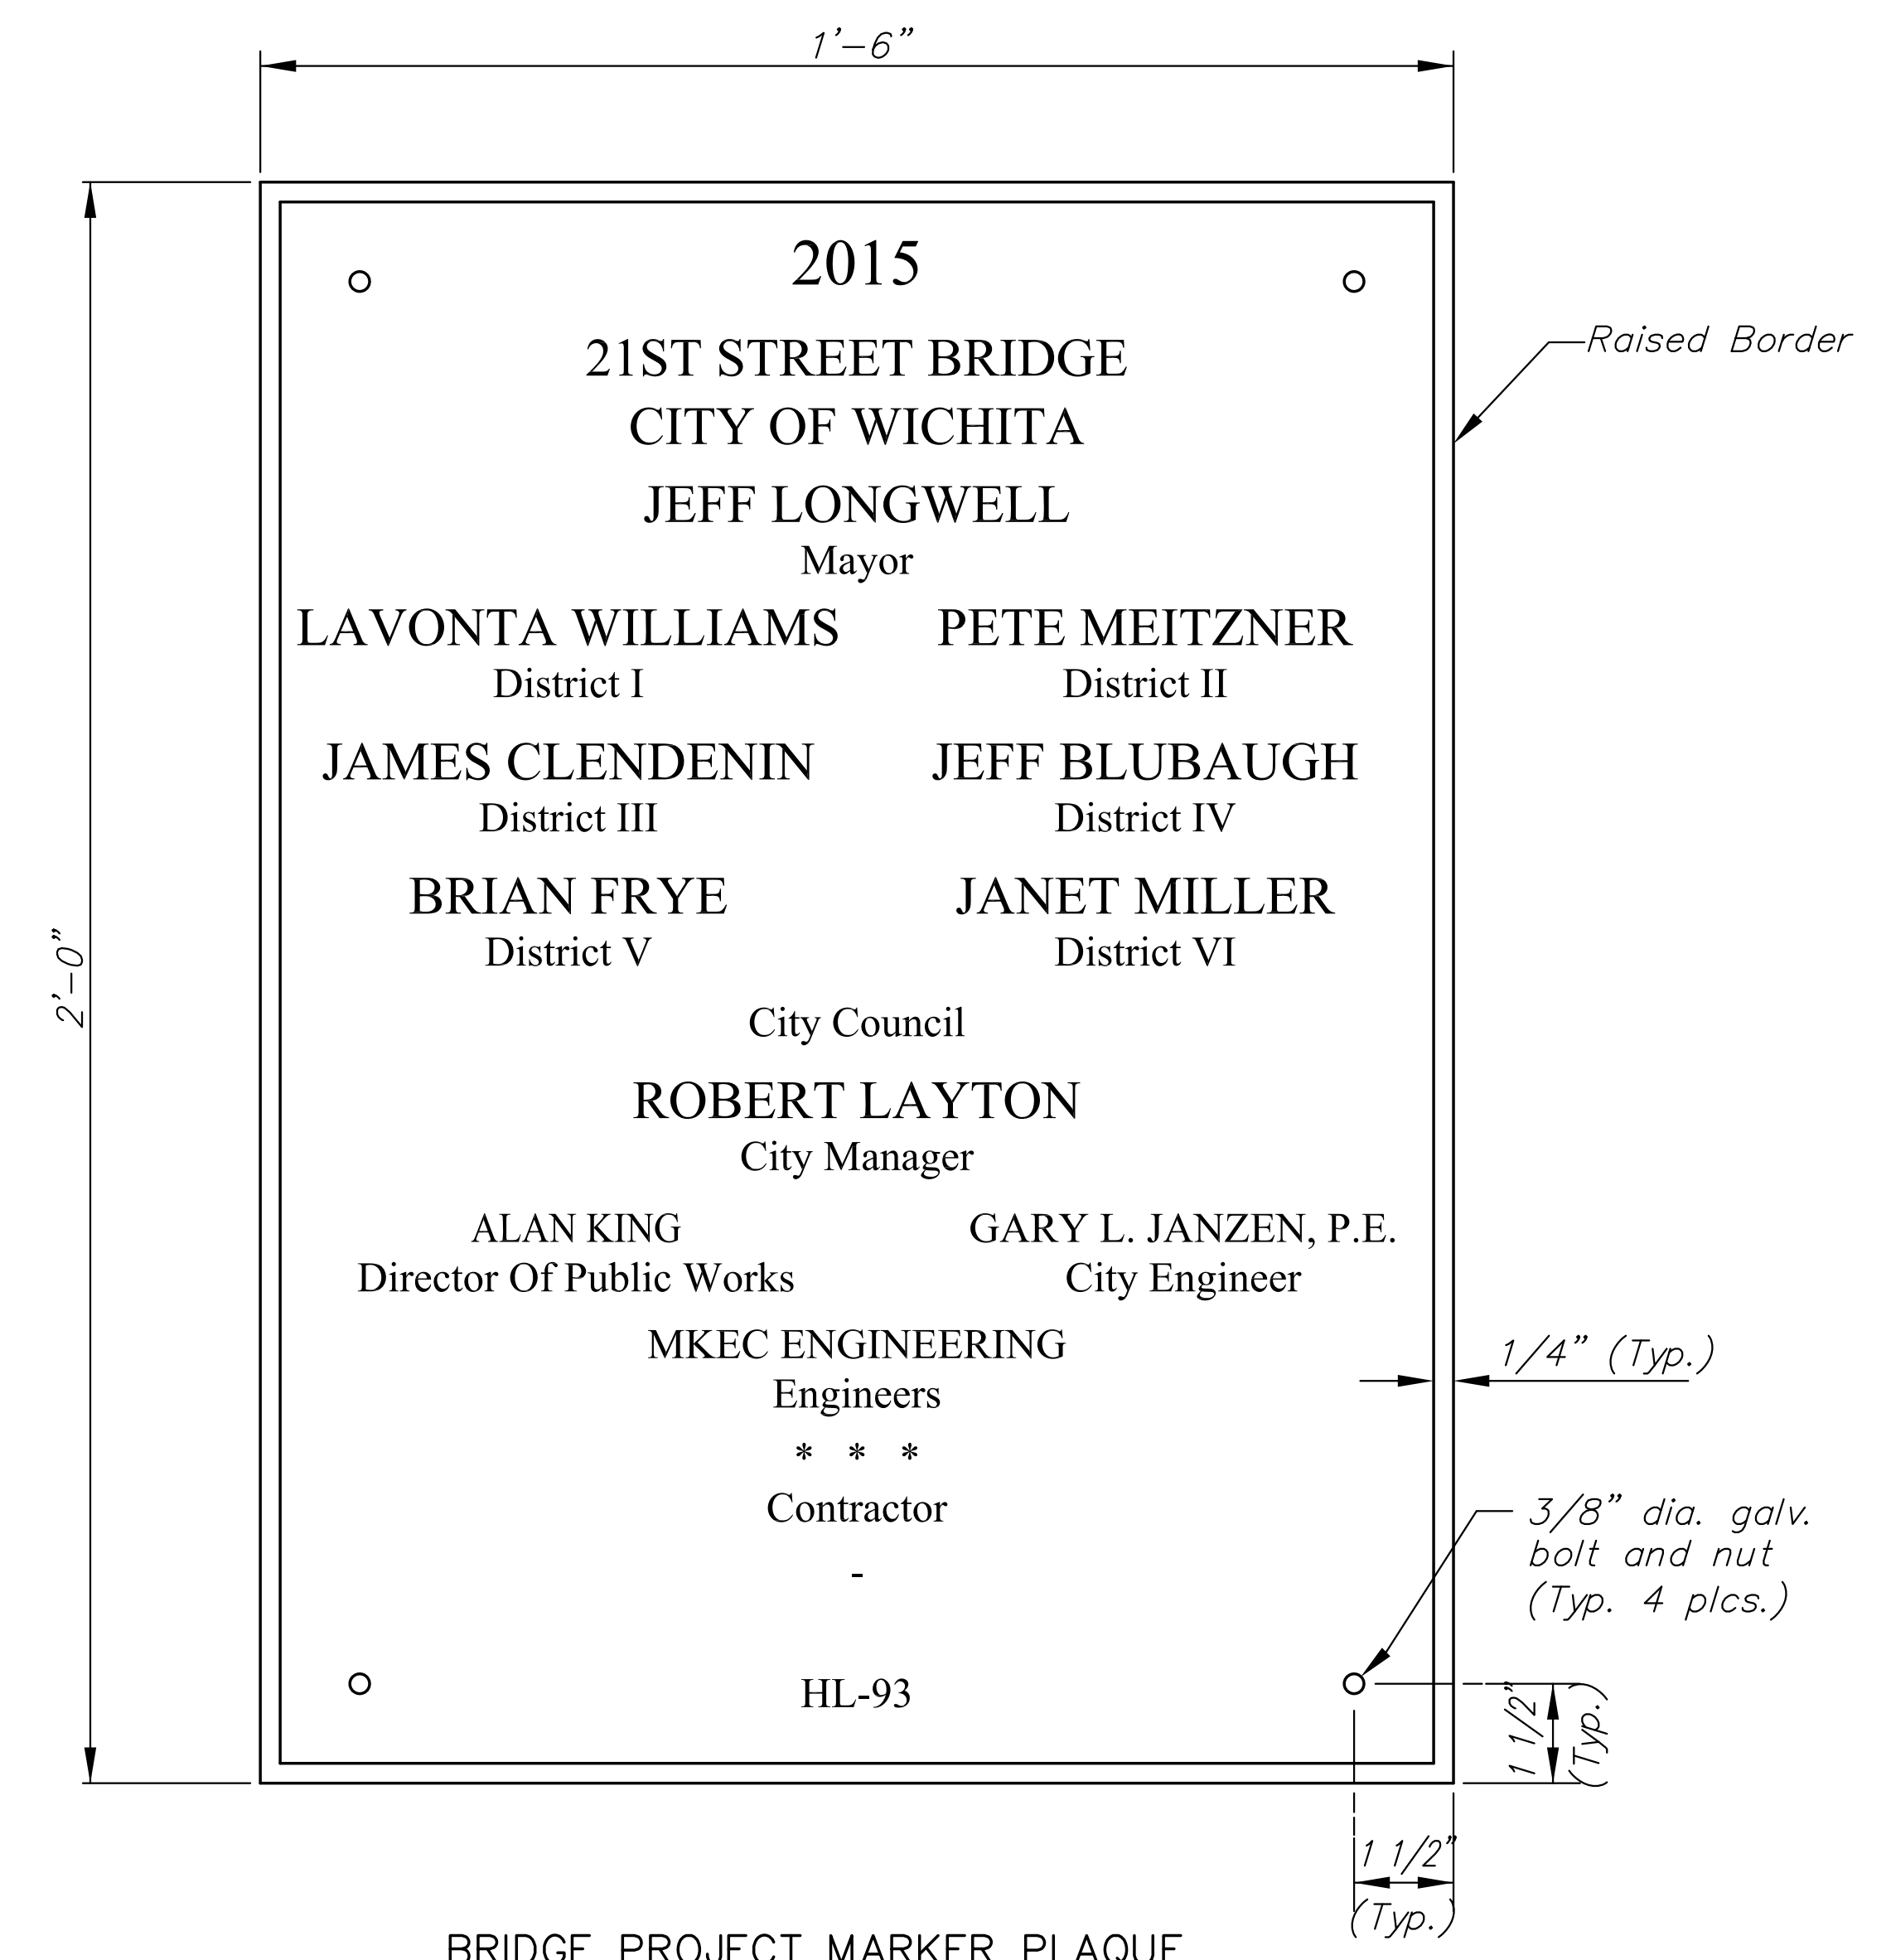 1'-6"
2015
21ST STREET BRIDGE
CITY OF WICHITA
JEFF LONGWELL
Mayor
LAVONTA WILLIAMS PETE MEITZNER
District I District II
JAMES CLENDENIN JEFF BLUBAUGH
District III District IV
BRIAN FRYE JANET MILLER
District V District VI
City Council
ROBERT LAYTON
City Manager
ALAN KING GARY L. JANZEN, P.E.
Director Of Public Works City Engineer
MKEC ENGINEERING
Engineers
* * *
Contractor
-
HL-93
2'-0"
Raised Border
1/4" (Typ.)
3/8" dia. galv.
bolt and nut
(Typ. 4 plcs.)
1 1/2"
(Typ.)
1 1/2"
(Typ.)
BRIDGE PROJECT MARKER PLAQUE